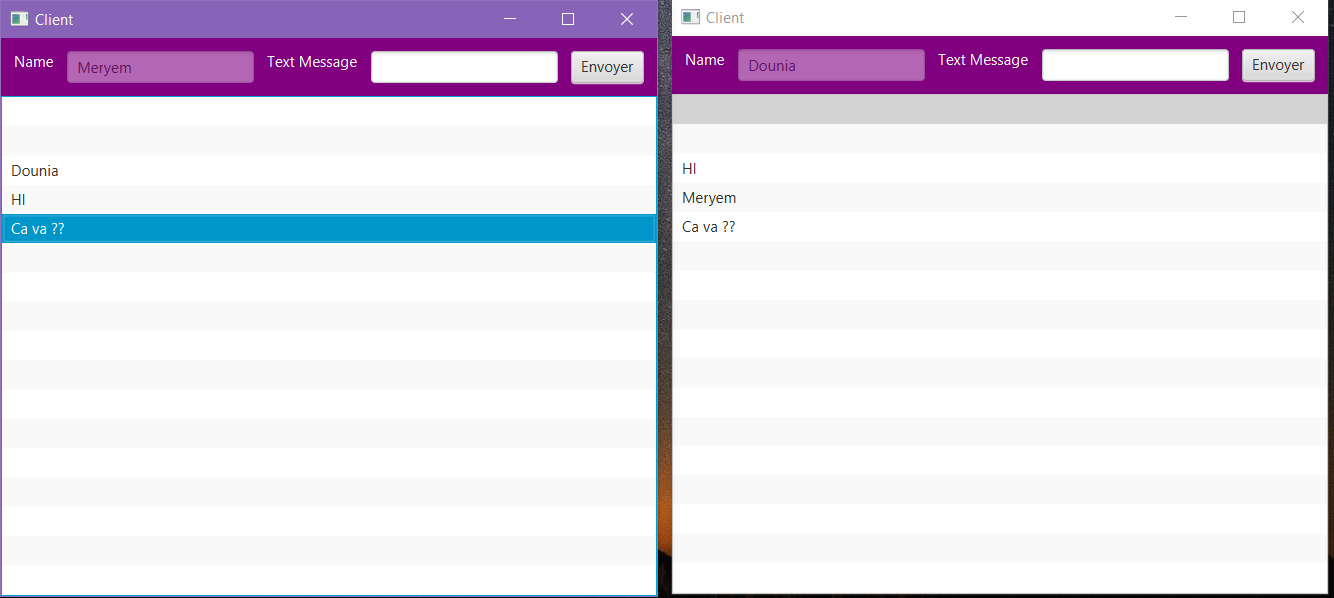 Client
Name Meryem Text Message Envoyer
Dounia
HI
Ca va ??
Client
Name Dounia Text Message Envoyer
HI
Meryem
Ca va ??